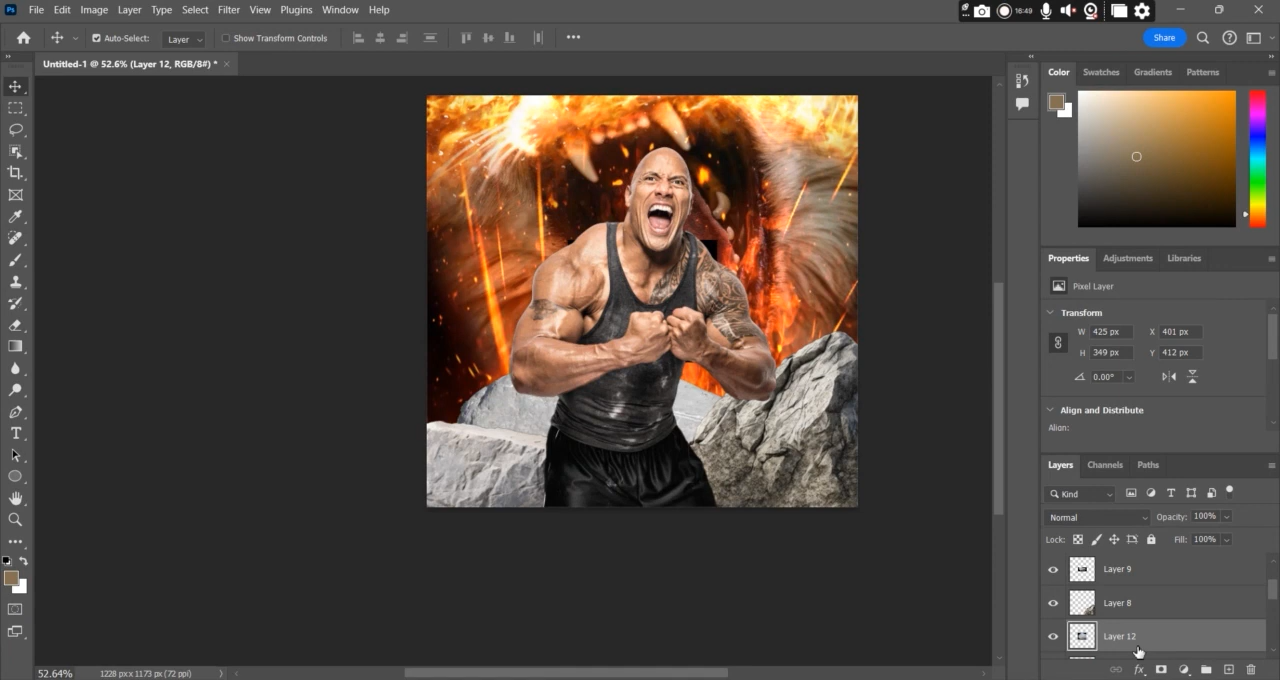 Ps File Edit Image Layer Type Select Filter View Plugins Window Help
16:49
Auto-Select: Layer Show Transform Controls
Share
Untitled-1 @ 52.6% (Layer 12, RGB/8#) *
Color Swatches Gradients Patterns
Properties Adjustments Libraries
Pixel Layer
Transform
W 425 px X 401 px
H 349 px Y 412 px
0.00°
Align and Distribute
Align:
Layers Channels Paths
Kind
Normal Opacity: 100%
Lock: Fill: 100%
Layer 9
Layer 8
Layer 12
fx
52.64% 1228 px x 1173 px (72 ppi)